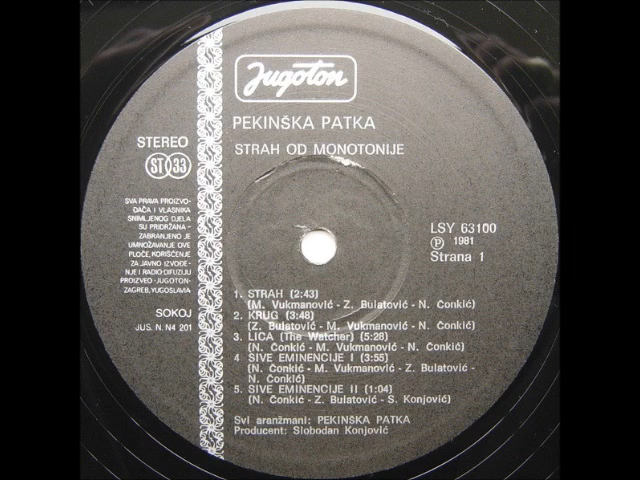 Jugoton
PEKINŠKA PATKA
STRAH OD MONOTONIJE
STEREO
ST 33
SVA PRAVA PROIZVO-
ĐAČA I VLASNIKA
SNIMLJENOG DJELA
SU PRIDRŽANA -
ZABRANJENO JE
UMNOŽAVANJE OVE
PLOČE, KORIŠĆENJE
ZA JAVNO IZVOĐE-
NJE I RADIO-DIFUZIJU
PROIZVEO - JUGOTON-
ZAGREB, YUGOSLAVIA
SOKOJ
JUS. N. N4 201
LSY 63100
Ⓟ 1981
Strana 1
1. STRAH (2:43)
(M. Vukmanović - Z. Bulatović - N. Čonkić)
2. KRUG (3:48)
(Z. Bulatović - M. Vukmanović - N. Čonkić)
3. LICA (The Watcher) (5:28)
(N. Čonkić - M. Vukmanović - N. Čonkić)
4 SIVE EMINENCIJE I (3:55)
(N. Čonkić - M. Vukmanović - Z. Bulatović -
N. Čonkić)
5. SIVE EMINENCIJE II (1:04)
(N. Čonkić - Z. Bulatović - S. Konjović)
Svi aranžmani: PEKINŠKA PATKA
Producent: Slobodan Konjović